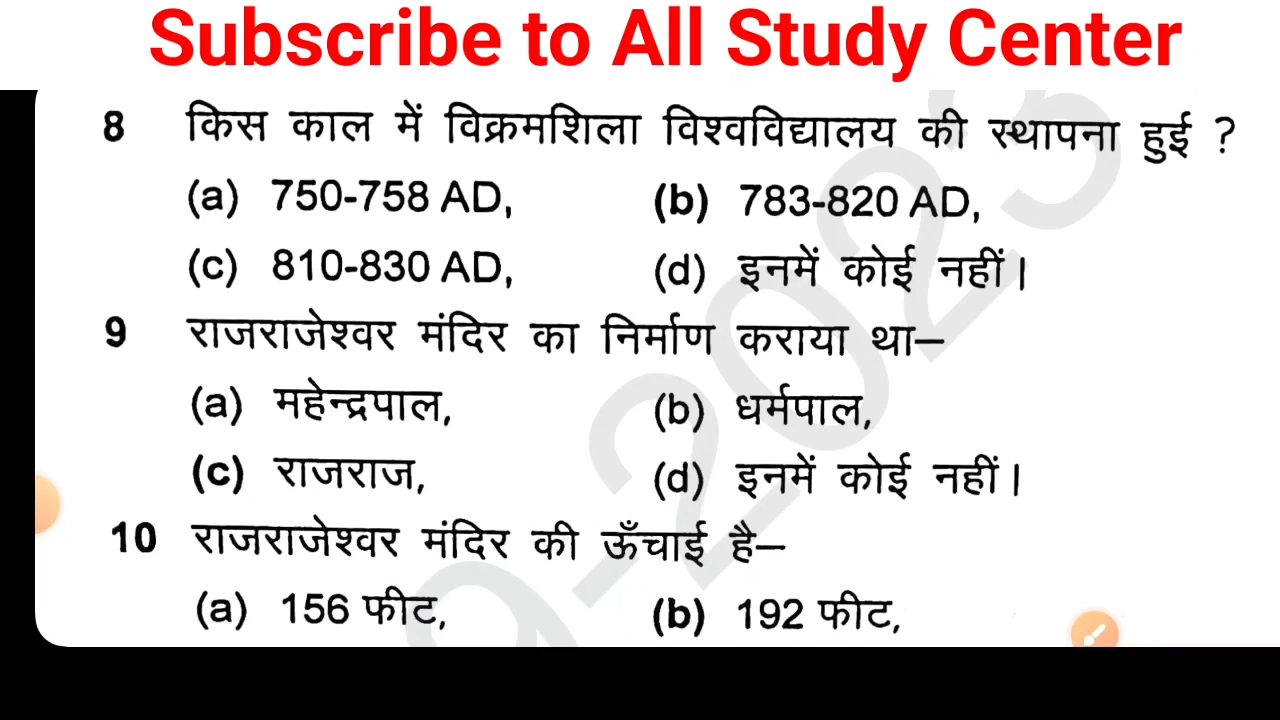 Subscribe to All Study Center
8 किस काल में विक्रमशिला विश्वविद्यालय की स्थापना हुई ?
(a) 750-758 AD, (b) 783-820 AD,
(c) 810-830 AD, (d) इनमें कोई नहीं।
9 राजराजेश्वर मंदिर का निर्माण कराया था–
(a) महेन्द्रपाल, (b) धर्मपाल,
(c) राजराज, (d) इनमें कोई नहीं।
10 राजराजेश्वर मंदिर की ऊँचाई है–
(a) 156 फीट, (b) 192 फीट,